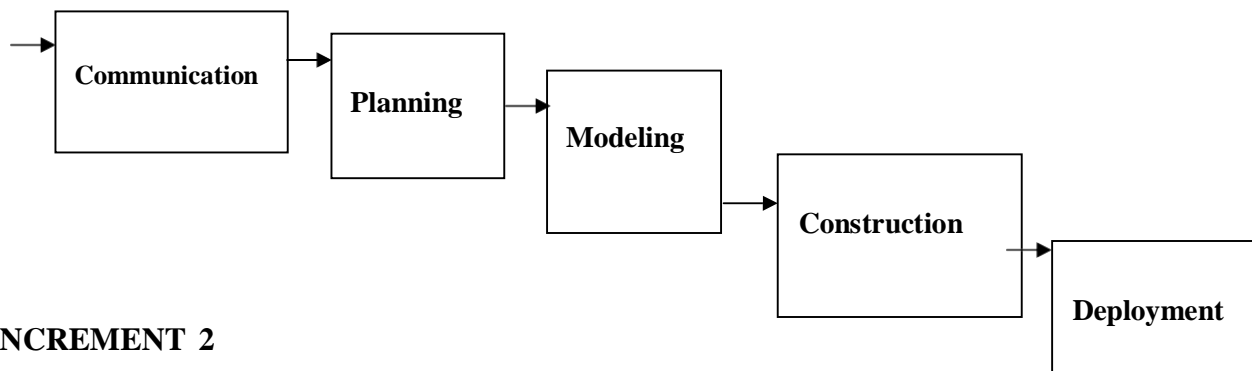 Communication
Planning
Modeling
Construction
Deployment
NCREMENT 2